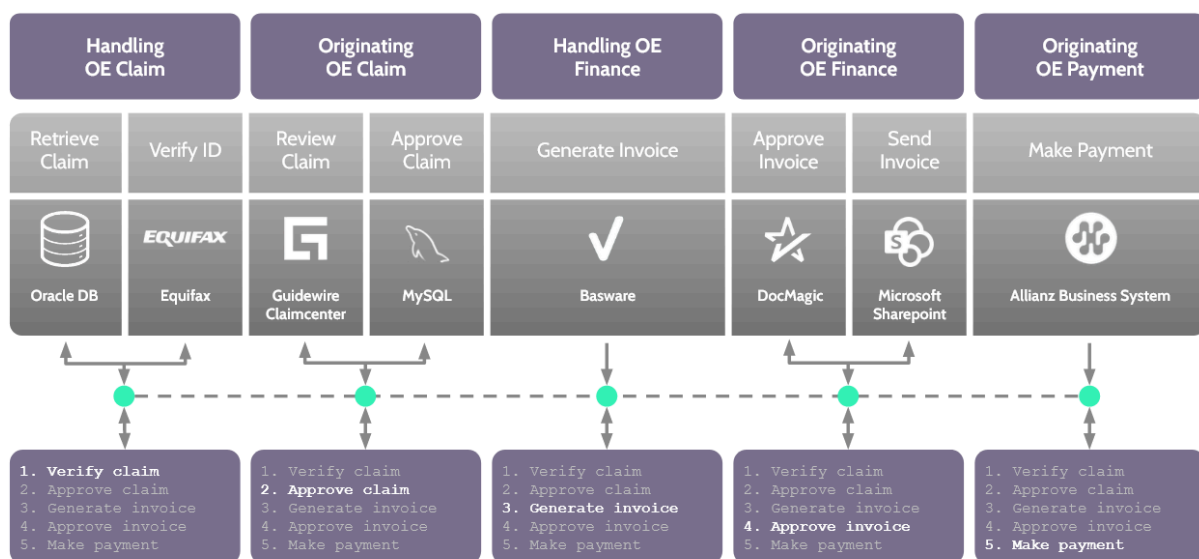 Handling
OE Claim
Originating
OE Claim
Handling OE
Finance
Originating
OE Finance
Originating
OE Payment
Retrieve
Claim
Verify ID
Review
Claim
Approve
Claim
Generate Invoice
Approve
Invoice
Send
Invoice
Make Payment
EQUIFAX
S
Oracle DB
Equifax
Guidewire
Claimcenter
MySQL
Basware
DocMagic
Microsoft
Sharepoint
Allianz Business System
1. Verify claim
2. Approve claim
3. Generate invoice
4. Approve invoice
5. Make payment
1. Verify claim
2. Approve claim
3. Generate invoice
4. Approve invoice
5. Make payment
1. Verify claim
2. Approve claim
3. Generate invoice
4. Approve invoice
5. Make payment
1. Verify claim
2. Approve claim
3. Generate invoice
4. Approve invoice
5. Make payment
1. Verify claim
2. Approve claim
3. Generate invoice
4. Approve invoice
5. Make payment